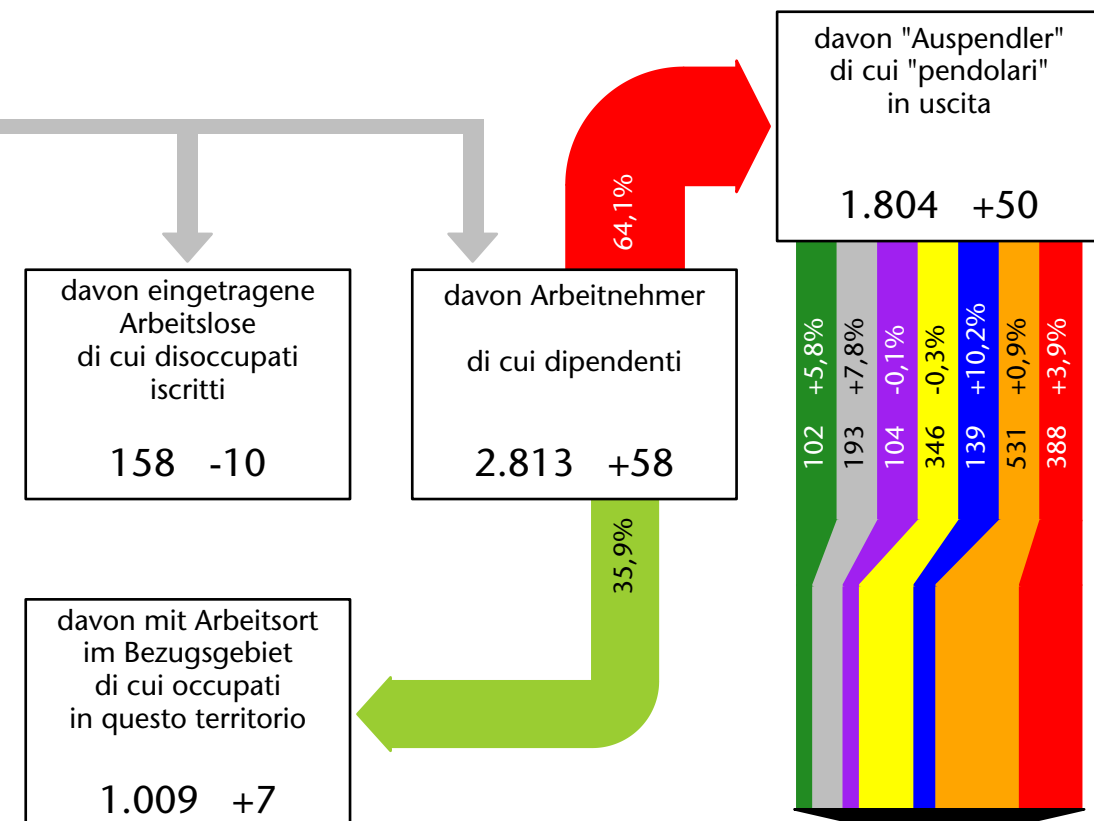 davon "Auspendler"
di cui "pendolari"
in uscita
1.804 +50
64,1%
davon eingetragene
Arbeitslose
di cui disoccupati
iscritti
158 -10
davon Arbeitnehmer
di cui dipendenti
2.813 +58
102 +5,8%
193 +7,8%
104 -0,1%
346 -0,3%
139 +10,2%
531 +0,9%
388 +3,9%
35,9%
davon mit Arbeitsort
im Bezugsgebiet
di cui occupati
in questo territorio
1.009 +7